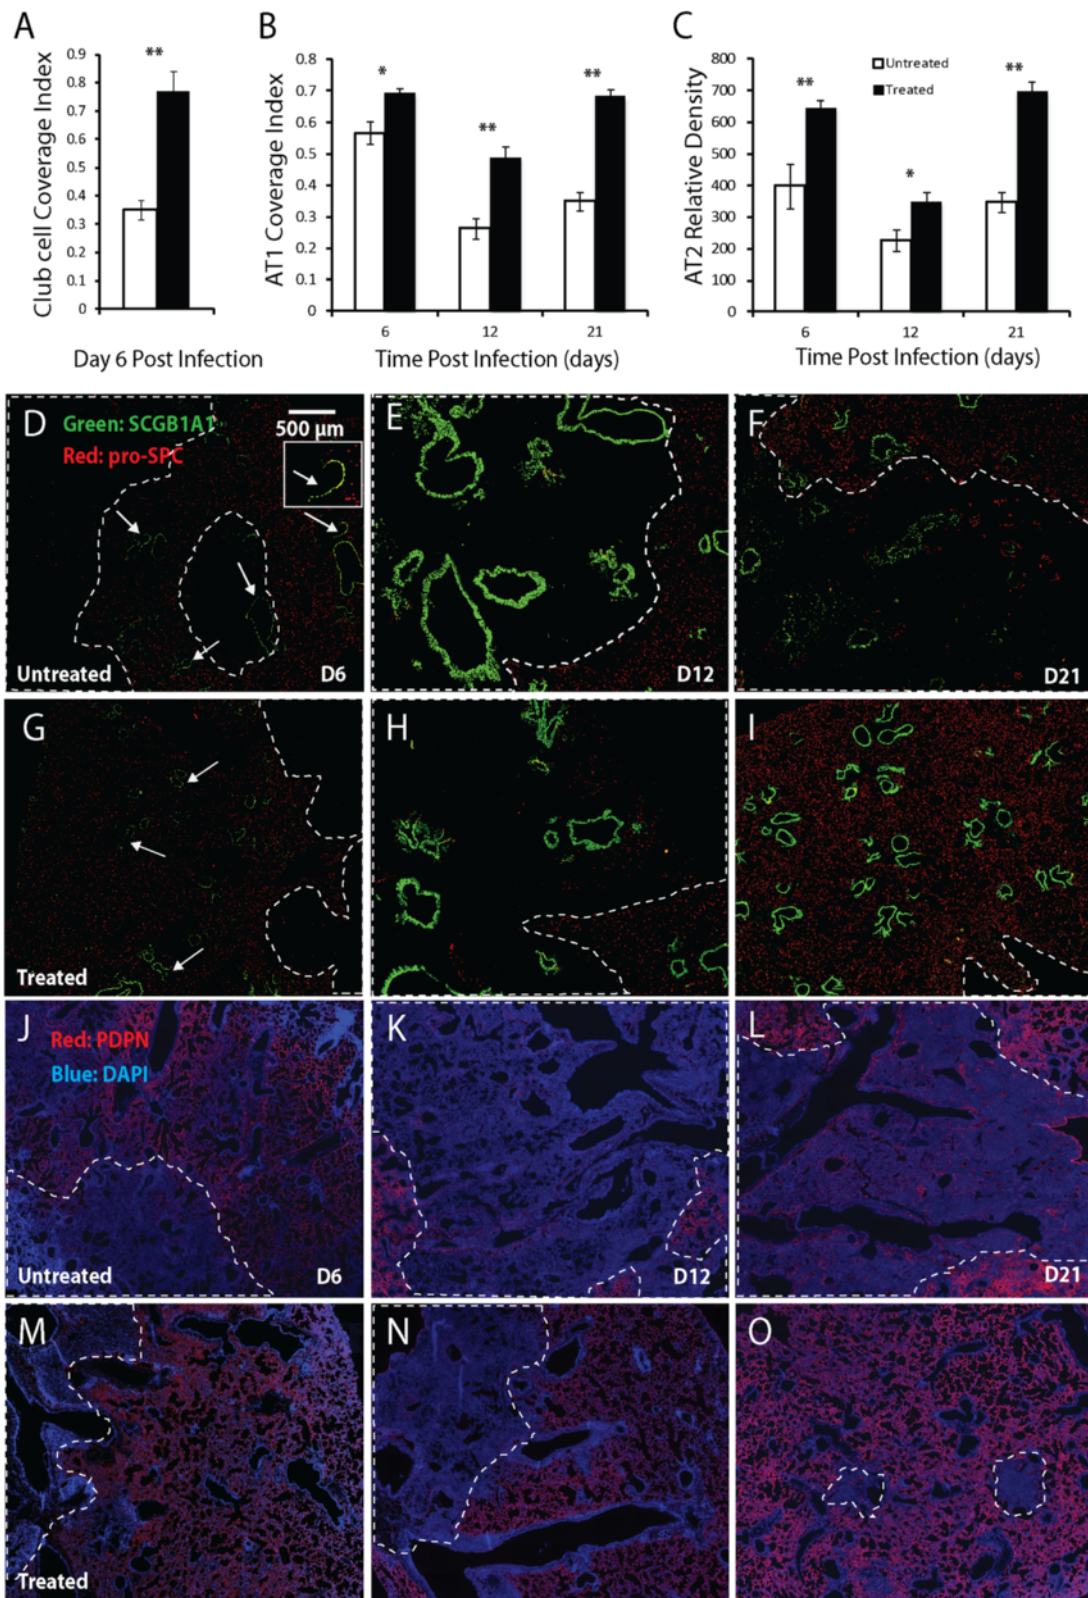 A
B
C
**
0.9
0.8
0.7
0.6
0.5
0.4
0.3
0.2
0.1
0
Club cell Coverage Index
Day 6 Post Infection
* ** **
0.8
0.7
0.6
0.5
0.4
0.3
0.2
0.1
0
AT1 Coverage Index
6 12 21
Time Post Infection (days)
Untreated
Treated
** * **
800
700
600
500
400
300
200
100
0
AT2 Relative Density
6 12 21
Time Post Infection (days)
D
Green: SCGB1A1
Red: pro-SPC
500 µm
Untreated
D6
E
D12
F
D21
G
Treated
H
I
J
Red: PDPN
Blue: DAPI
Untreated
D6
K
D12
L
D21
M
Treated
N
O